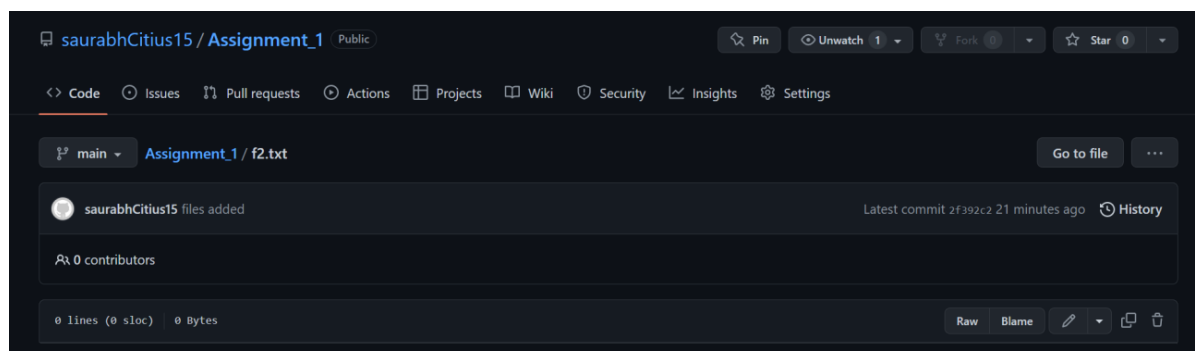 saurabhCitius15 / Assignment_1 Public Pin Unwatch 1 Fork 0 Star 0
<> Code Issues Pull requests Actions Projects Wiki Security Insights Settings
main Assignment_1 / f2.txt Go to file ...
saurabhCitius15 files added Latest commit 2f392c2 21 minutes ago History
0 contributors
0 lines (0 sloc) 0 Bytes Raw Blame